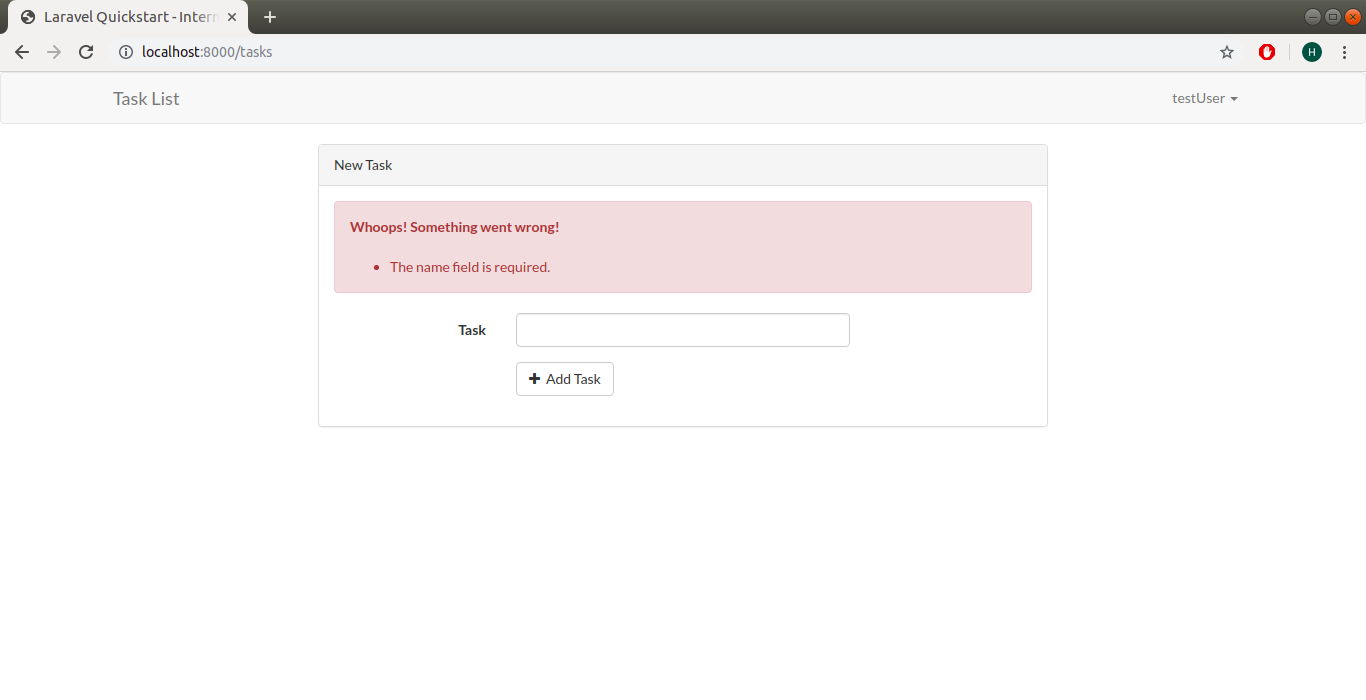 Laravel Quickstart - Intern
localhost:8000/tasks
H
Task List
testUser
New Task
Whoops! Something went wrong!
The name field is required.
Task
Add Task